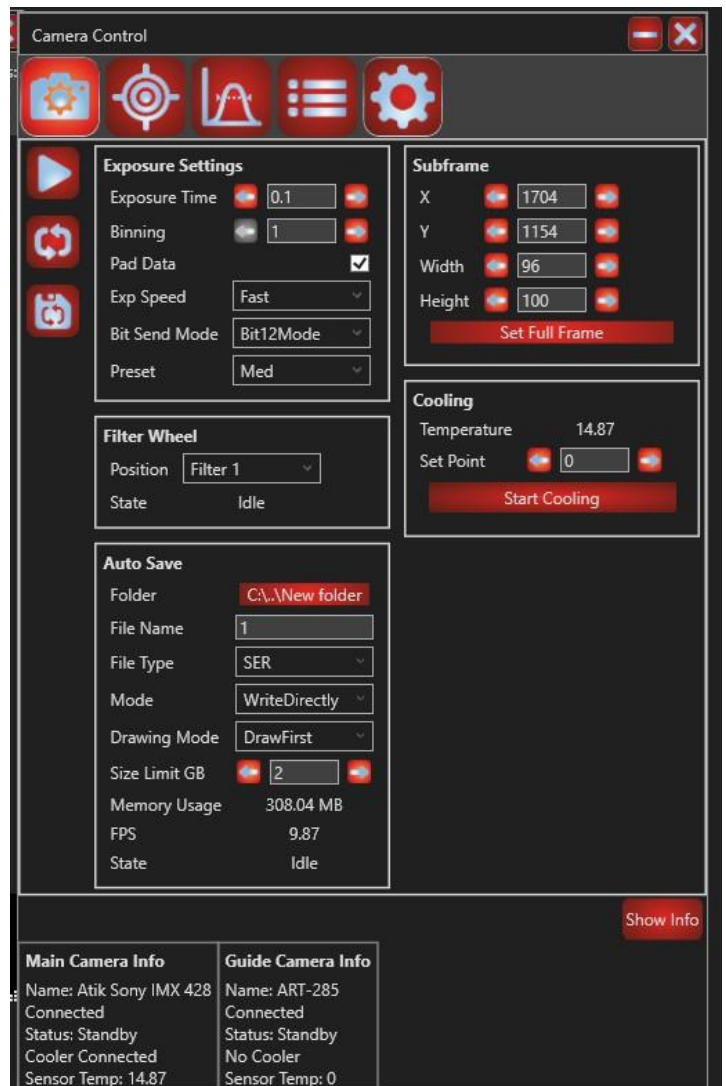 Camera Control
Exposure Settings
Exposure Time 0.1
Binning 1
Pad Data
Exp Speed Fast
Bit Send Mode Bit12Mode
Preset Med
Filter Wheel
Position Filter 1
State Idle
Auto Save
Folder C:\..\New folder
File Name 1
File Type SER
Mode WriteDirectly
Drawing Mode DrawFirst
Size Limit GB 2
Memory Usage 308.04 MB
FPS 9.87
State Idle
Subframe
X 1704
Y 1154
Width 96
Height 100
Set Full Frame
Cooling
Temperature 14.87
Set Point 0
Start Cooling
Show Info
Main Camera Info
Name: Atik Sony IMX 428
Connected
Status: Standby
Cooler Connected
Sensor Temp: 14.87
Guide Camera Info
Name: ART-285
Connected
Status: Standby
No Cooler
Sensor Temp: 0